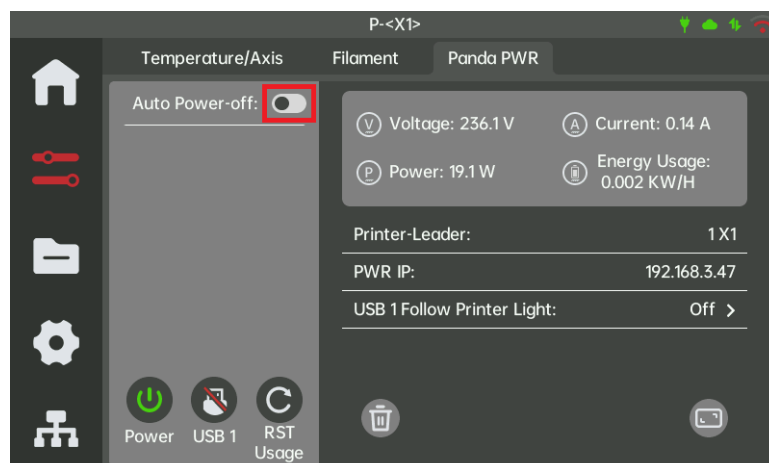 P-<X1>
Temperature/Axis
Filament
Panda PWR
Auto Power-off:
V Voltage: 236.1 V
A Current: 0.14 A
P Power: 19.1 W
Energy Usage:
0.002 KW/H
Printer-Leader: 1 X1
PWR IP: 192.168.3.47
USB 1 Follow Printer Light: Off >
Power
USB 1
RST
Usage